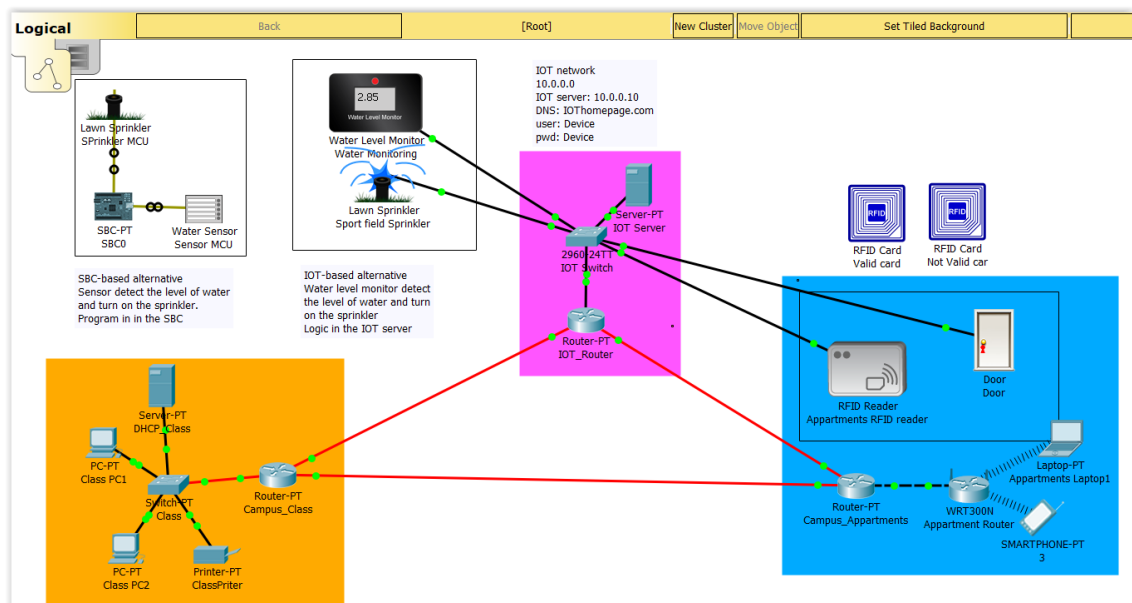 Logical
Back
[Root]
New Cluster
Move Object
Set Tiled Background
Lawn Sprinkler
SPrinkler MCU
SBC-PT
SBC0
Water Sensor
Sensor MCU
SBC-based alternative
Sensor detect the level of water
and turn on the sprinkler.
Program in in the SBC
2.85
Water Level Monitor
Water Level Monitor
Water Monitoring
Lawn Sprinkler
Sport field Sprinkler
IOT-based alternative
Water level monitor detect
the level of water and turn
on the sprinkler
Logic in the IOT server
IOT network
10.0.0.0
IOT server: 10.0.0.10
DNS: IOThomepage.com
user: Device
pwd: Device
Server-PT
IOT Server
2960-24TT
IOT Switch
Router-PT
IOT_Router
RFID
RFID Card
Valid card
RFID
RFID Card
Not Valid car
Door
Door
RFID Reader
Appartments RFID reader
Laptop-PT
Appartments Laptop1
Router-PT
Campus_Appartments
WRT300N
Appartment Router
SMARTPHONE-PT
3
Server-PT
DHCP_Class
PC-PT
Class PC1
Switch-PT
Class
Router-PT
Campus_Class
PC-PT
Class PC2
Printer-PT
ClassPriter